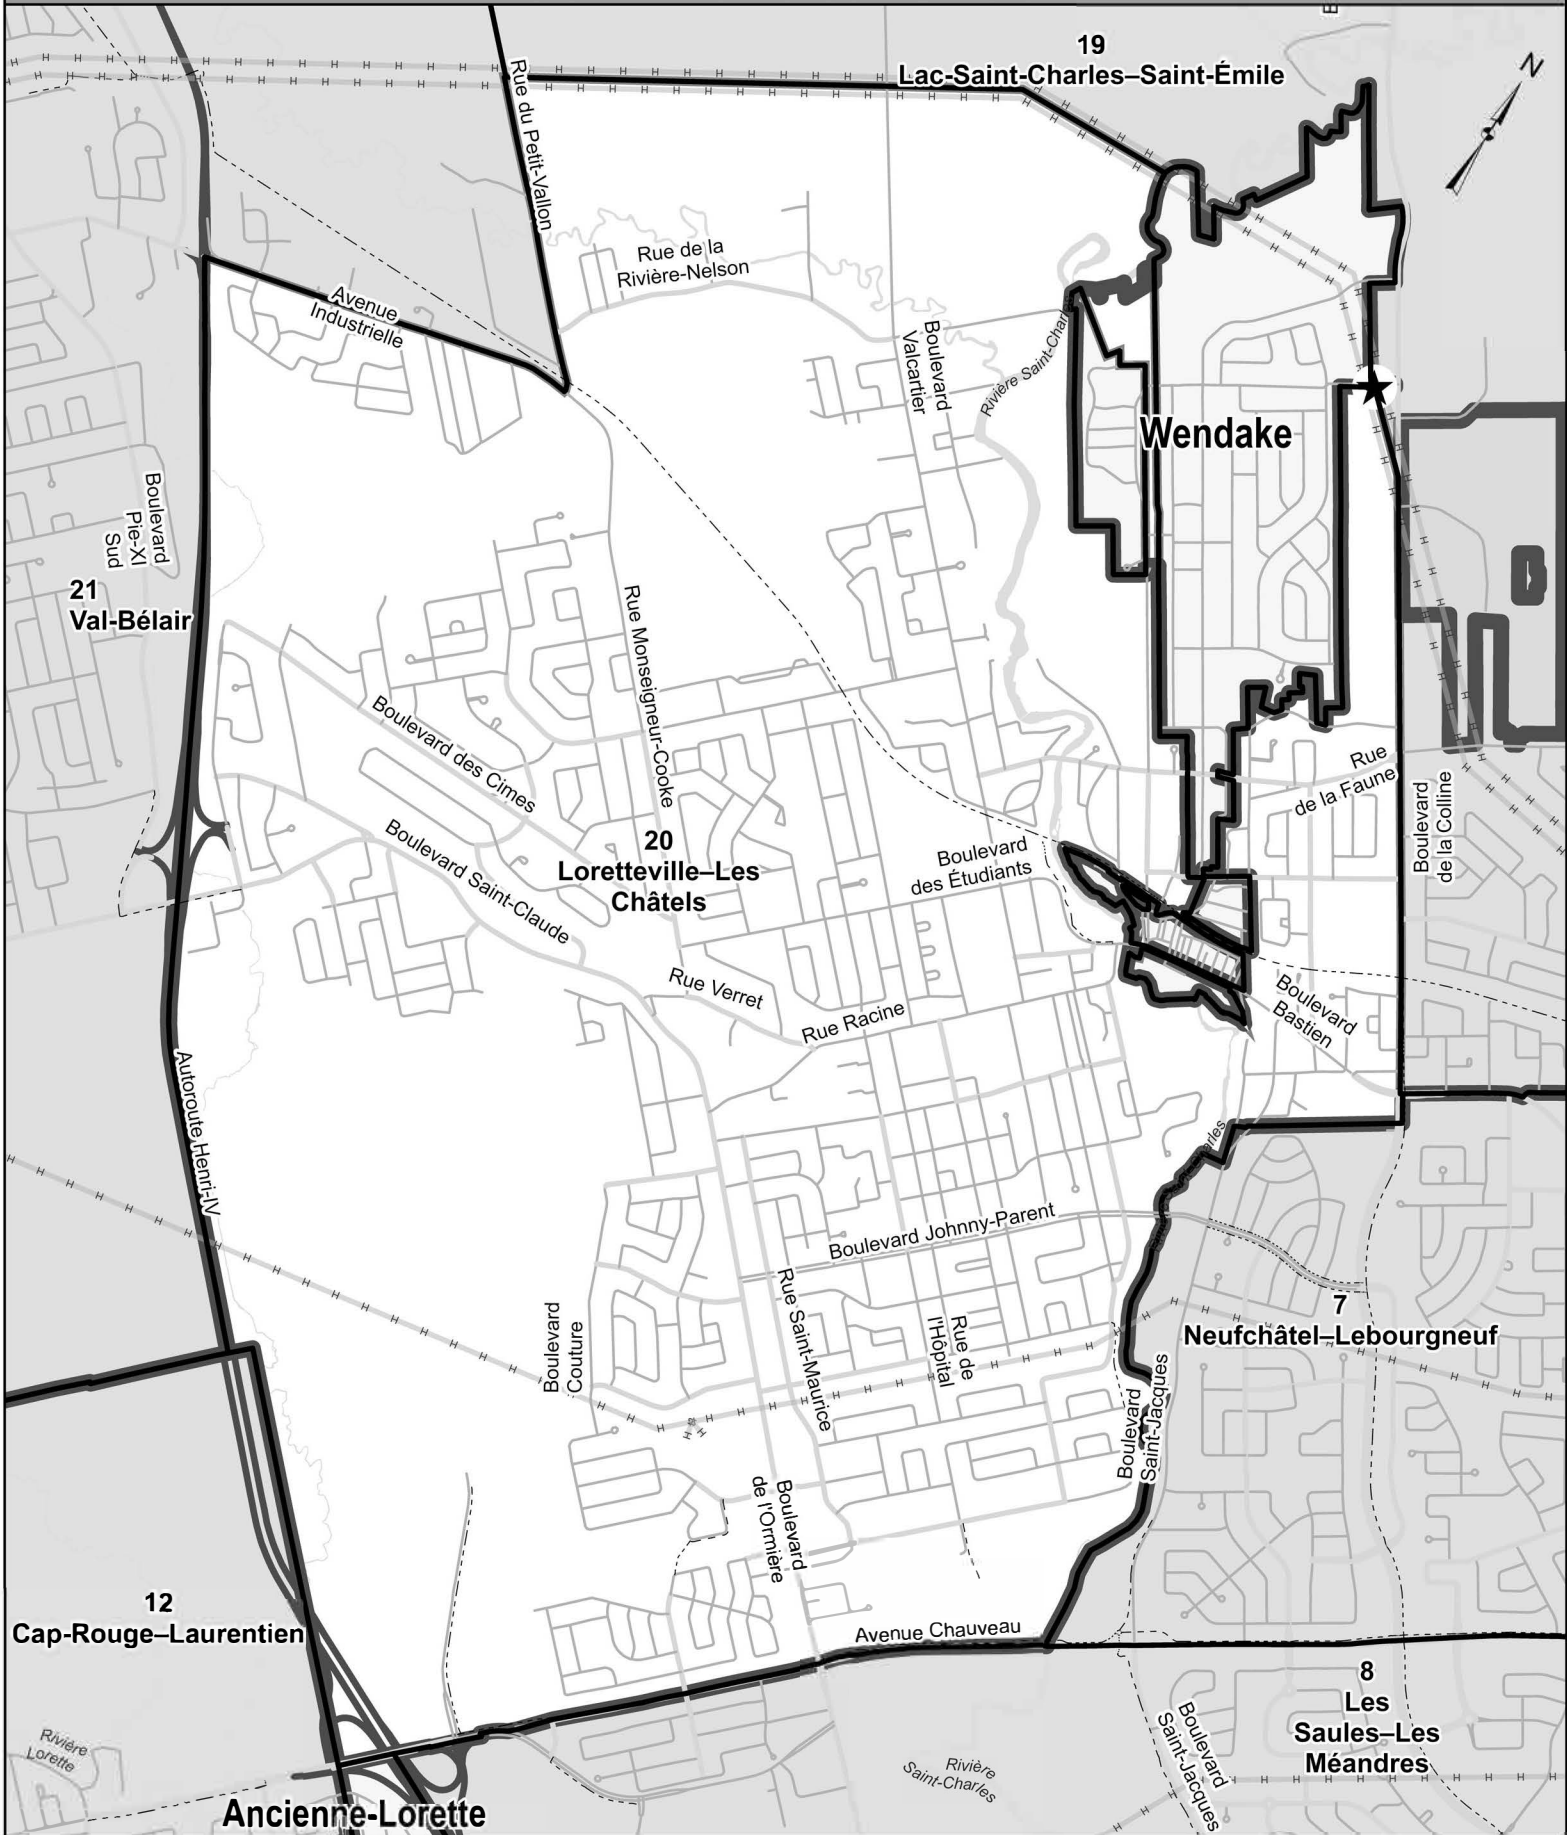 19
Lac-Saint-Charles–Saint-Émile
N
Rue du Petit-Vallon
Rue de la
Rivière-Nelson
Avenue
Industrielle
Boulevard
Valcartier
Rivière Saint-Charles
Wendake
Boulevard
Pie-XI
Sud
21
Val-Bélair
Rue Monseigneur-Cooke
Boulevard des Cimes
Rue
de la Faune
Boulevard
de la Colline
Boulevard Saint-Claude
20
Loretteville–Les
Châtels
Boulevard
des Étudiants
Rue Verret
Rue Racine
Boulevard
Bastien
Autoroute Henri-IV
Boulevard Johnny-Parent
Rue Saint-Maurice
Boulevard
Couture
Rue de
l'Hôpital
7
Neufchâtel–Lebourgneuf
Boulevard
Saint-Jacques
Boulevard
de l'Ormière
12
Cap-Rouge–Laurentien
Avenue Chauveau
8
Les
Saules–Les
Méandres
Boulevard
Saint-Jacques
Rivière
Lorette
Rivière
Saint-Charles
Ancienne-Lorette